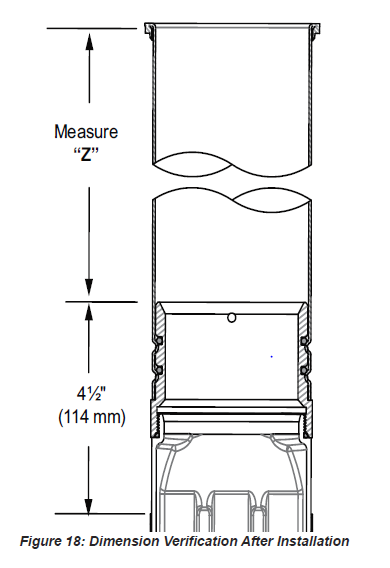 Measure
“Z”
4½"
(114 mm)
Figure 18: Dimension Verification After Installation